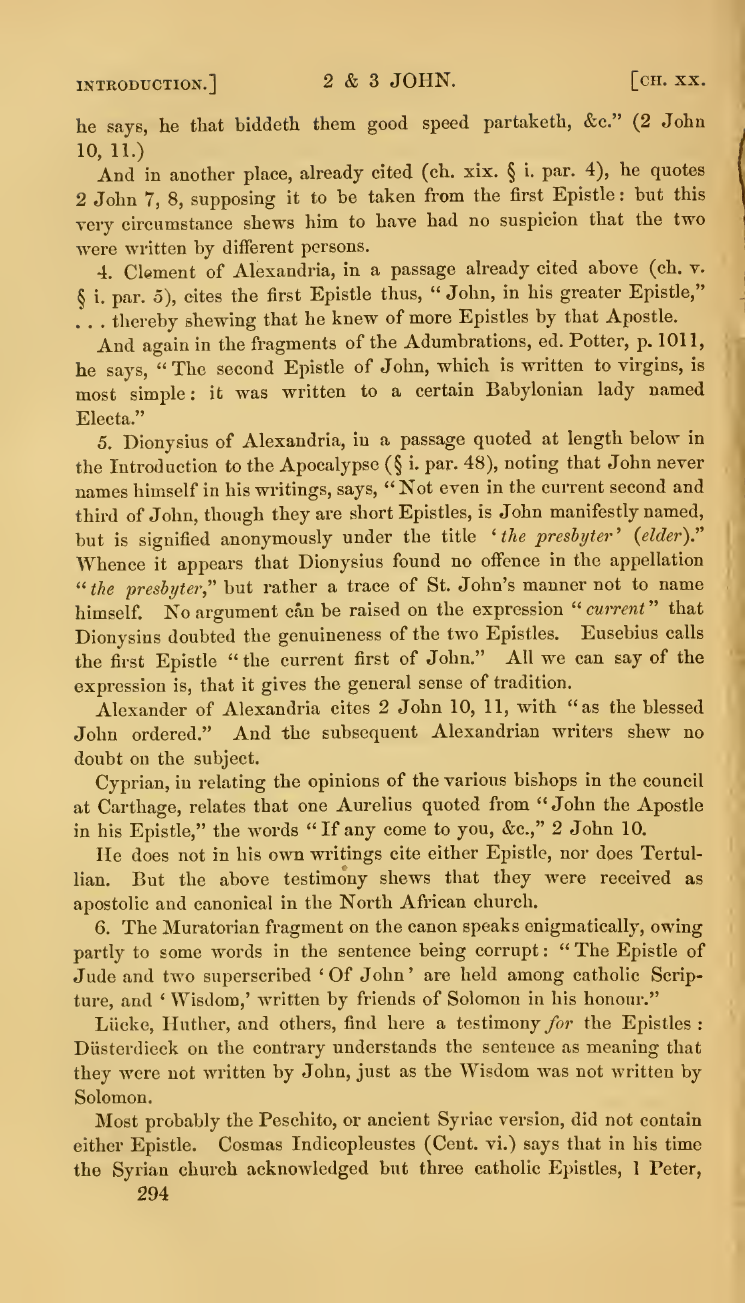 INTRODUCTION.] 2 & 3 JOHN. [CH. XX.
he says, he that biddeth them good speed partaketh, &c.” (2 John
10, 11.)
And in another place, already cited (ch. xix. § i. par. 4), he quotes
2 John 7, 8, supposing it to be taken from the first Epistle: but this
very circumstance shews him to have had no suspicion that the two
were written by different persons.
4. Clement of Alexandria, in a passage already cited above (ch. v.
§ i. par. 5), cites the first Epistle thus, “John, in his greater Epistle,”
. . . thereby shewing that he knew of more Epistles by that Apostle.
And again in the fragments of the Adumbrations, ed. Potter, p. 1011,
he says, “The second Epistle of John, which is written to virgins, is
most simple: it was written to a certain Babylonian lady named
Electa.”
5. Dionysius of Alexandria, in a passage quoted at length below in
the Introduction to the Apocalypse (§ i. par. 48), noting that John never
names himself in his writings, says, “Not even in the current second and
third of John, though they are short Epistles, is John manifestly named,
but is signified anonymously under the title ‘the presbyter’ (elder).”
Whence it appears that Dionysius found no offence in the appellation
“the presbyter,” but rather a trace of St. John’s manner not to name
himself. No argument can be raised on the expression “current” that
Dionysius doubted the genuineness of the two Epistles. Eusebius calls
the first Epistle “the current first of John.” All we can say of the
expression is, that it gives the general sense of tradition.
Alexander of Alexandria cites 2 John 10, 11, with “as the blessed
John ordered.” And the subsequent Alexandrian writers shew no
doubt on the subject.
Cyprian, in relating the opinions of the various bishops in the council
at Carthage, relates that one Aurelius quoted from “John the Apostle
in his Epistle,” the words “If any come to you, &c.,” 2 John 10.
He does not in his own writings cite either Epistle, nor does Tertul-
lian. But the above testimony shews that they were received as
apostolic and canonical in the North African church.
6. The Muratorian fragment on the canon speaks enigmatically, owing
partly to some words in the sentence being corrupt: “The Epistle of
Jude and two superscribed ‘Of John’ are held among catholic Scrip-
ture, and ‘Wisdom,’ written by friends of Solomon in his honour.”
Lücke, Huther, and others, find here a testimony for the Epistles:
Düsterdieck on the contrary understands the sentence as meaning that
they were not written by John, just as the Wisdom was not written by
Solomon.
Most probably the Peschito, or ancient Syriac version, did not contain
either Epistle. Cosmas Indicopleustes (Cent. vi.) says that in his time
the Syrian church acknowledged but three catholic Epistles, 1 Peter,
294